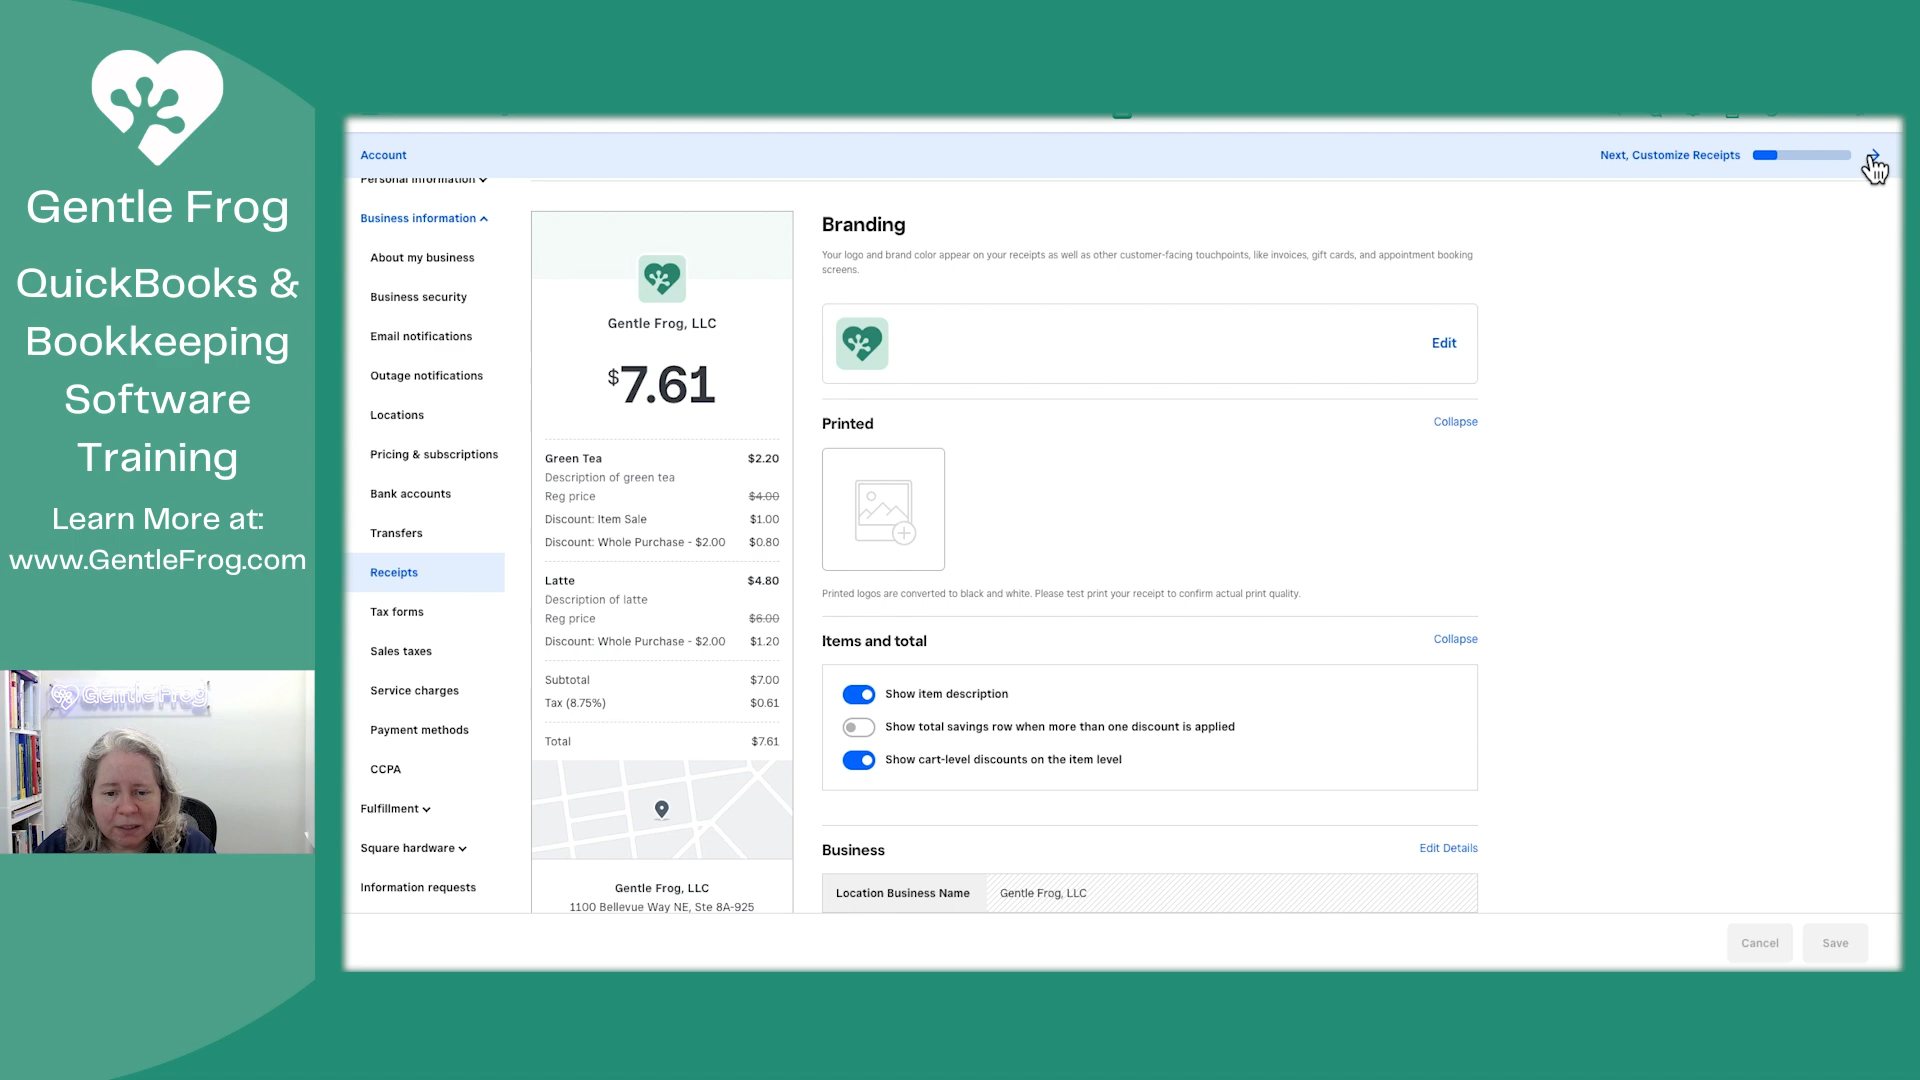 Gentle Frog
QuickBooks &
Bookkeeping
Software
Training
Learn More at:
www.GentleFrog.com
Gentle Frog
Account
Next, Customize Receipts
Personal information
Business information
About my business
Business security
Email notifications
Outage notifications
Locations
Pricing & subscriptions
Bank accounts
Transfers
Receipts
Tax forms
Sales taxes
Service charges
Payment methods
CCPA
Fulfillment
Square hardware
Information requests
Gentle Frog, LLC
$7.61
Green Tea $2.20
Description of green tea
Reg price $4.00
Discount: Item Sale $1.00
Discount: Whole Purchase - $2.00 $0.80
Latte $4.80
Description of latte
Reg price $6.00
Discount: Whole Purchase - $2.00 $1.20
Subtotal $7.00
Tax (8.75%) $0.61
Total $7.61
Gentle Frog, LLC
1100 Bellevue Way NE, Ste 8A-925
Branding
Your logo and brand color appear on your receipts as well as other customer-facing touchpoints, like invoices, gift cards, and appointment booking
screens.
Edit
Printed Collapse
Printed logos are converted to black and white. Please test print your receipt to confirm actual print quality.
Items and total Collapse
Show item description
Show total savings row when more than one discount is applied
Show cart-level discounts on the item level
Business Edit Details
Location Business Name Gentle Frog, LLC
Cancel Save